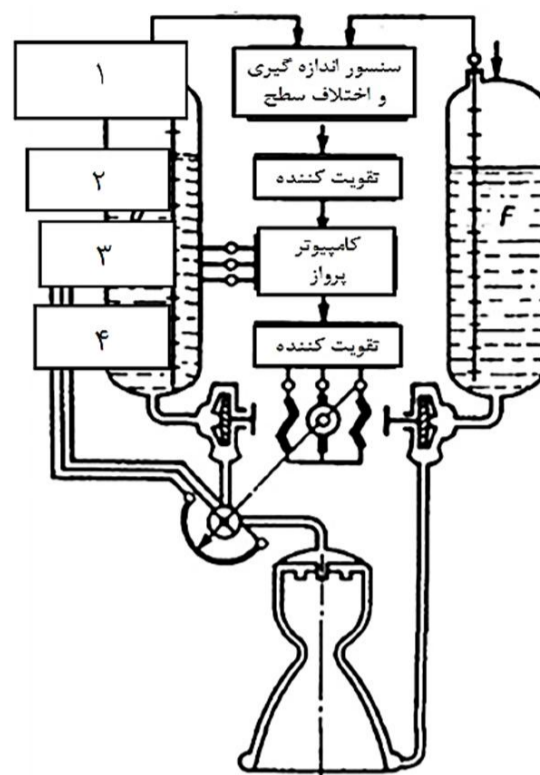 ۱
سنسور اندازه گیری
و اختلاف سطح
۲
تقویت کننده
F
۳
کامپیوتر
پرواز
۴
تقویت کننده